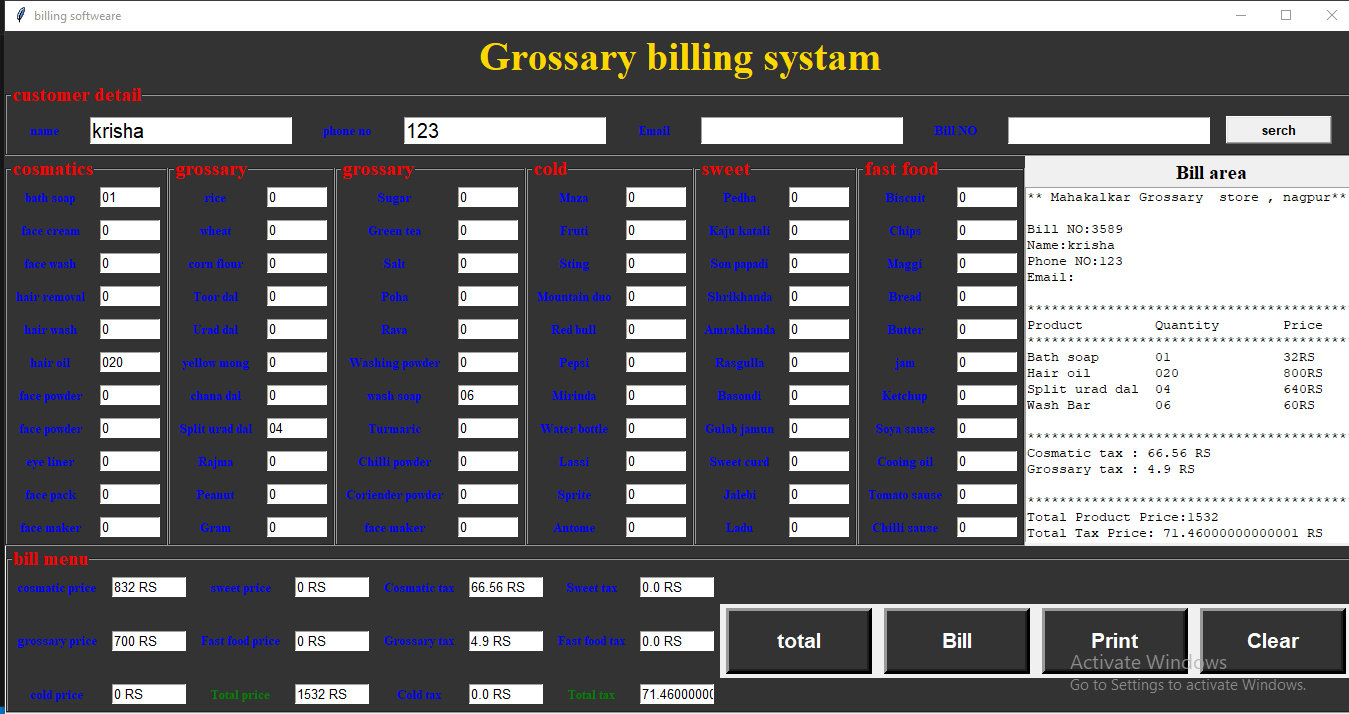 billing softweare
Grossary billing systam
customer detail
name krisha phone no 123 Email Bill NO serch
cosmatics grossary grossary cold sweet fast food Bill area
bath soap 01 rice 0 Sugar 0 Maza 0 Pedha 0 Biscuit 0
face cream 0 wheat 0 Green tea 0 Fruti 0 Kaju katali 0 Chips 0
face wash 0 corn flour 0 Salt 0 Sting 0 Son papadi 0 Maggi 0
hair removal 0 Toor dal 0 Poha 0 Mountain duo 0 Shrikhanda 0 Bread 0
hair wash 0 Urad dal 0 Rava 0 Red bull 0 Amrakhanda 0 Butter 0
hair oil 020 yellow mong 0 Washing powder 0 Pepsi 0 Rasgulla 0 jam 0
face powder 0 chana dal 0 wash soap 06 Mirinda 0 Basondi 0 Ketchup 0
face powder 0 Split urad dal 04 Turmaric 0 Water bottle 0 Gulab jamun 0 Soya sause 0
eye liner 0 Rajma 0 Chilli powder 0 Lassi 0 Sweet curd 0 Cooing oil 0
face pack 0 Peanut 0 Coriender powder 0 Sprite 0 Jalebi 0 Tomato sause 0
face maker 0 Gram 0 face maker 0 Antome 0 Ladu 0 Chilli sause 0
** Mahakalkar Grossary store , nagpur**
Bill NO:3589
Name:krisha
Phone NO:123
Email:
****************************************
Product Quantity Price
****************************************
Bath soap 01 32RS
Hair oil 020 800RS
Split urad dal 04 640RS
Wash Bar 06 60RS
****************************************
Cosmatic tax : 66.56 RS
Grossary tax : 4.9 RS
****************************************
Total Product Price:1532
Total Tax Price: 71.46000000000001 RS
bill menu
cosmatic price 832 RS sweet price 0 RS Cosmatic tax 66.56 RS Sweet tax 0.0 RS
grossary price 700 RS Fast food price 0 RS Grossary tax 4.9 RS Fast food tax 0.0 RS
cold price 0 RS Total price 1532 RS Cold tax 0.0 RS Total tax 71.46000000
total Bill Print Clear
Activate Windows
Go to Settings to activate Windows.